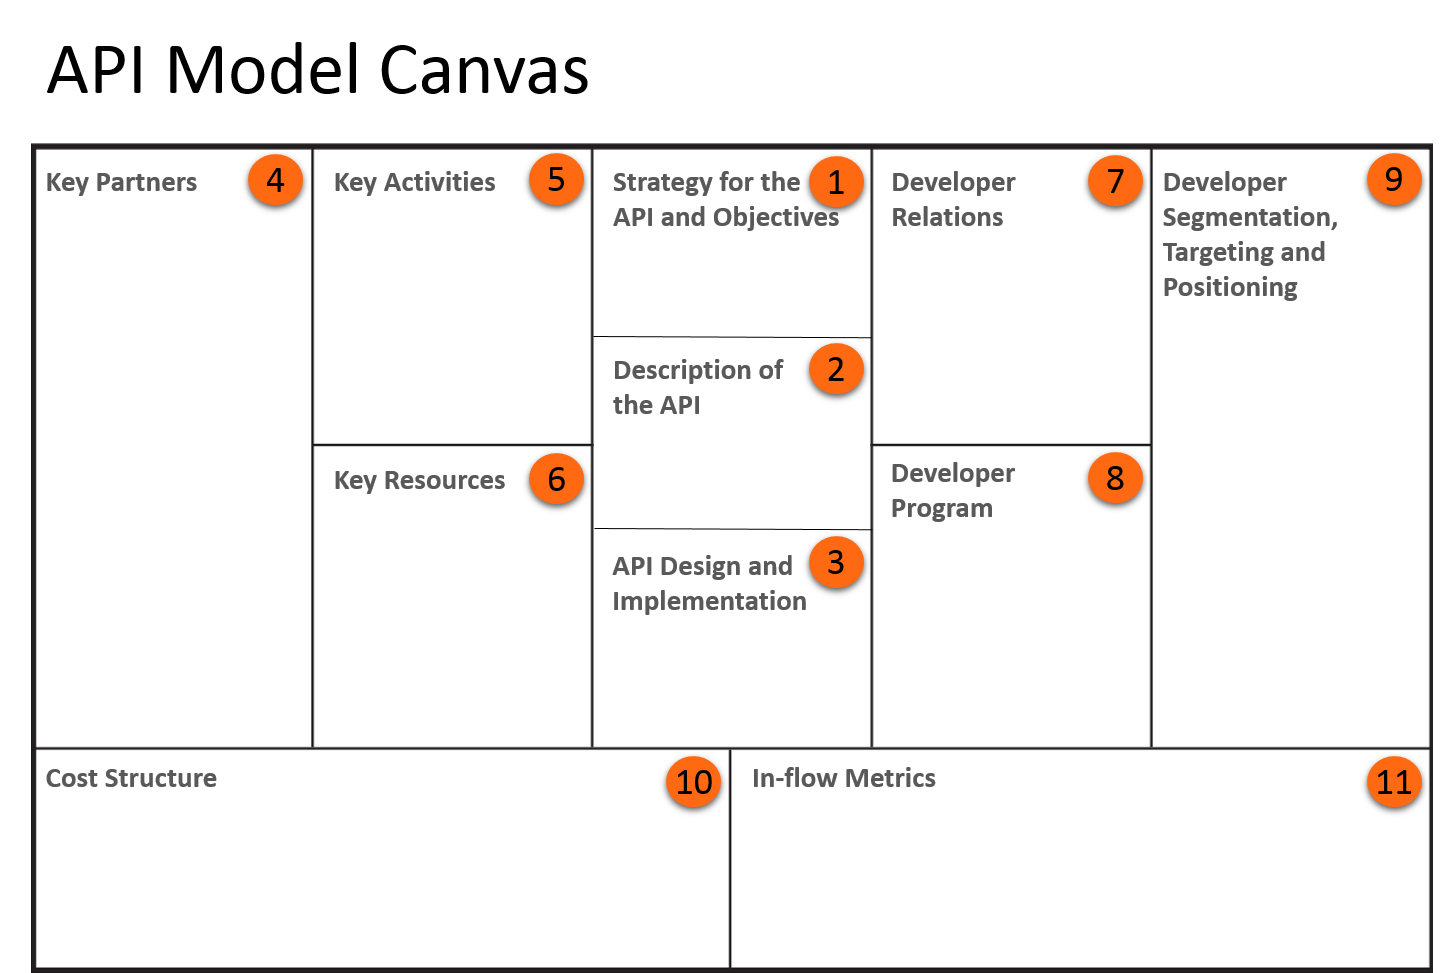 API Model Canvas
Key Partners
4
Key Activities
5
Key Resources
6
Strategy for the
API and Objectives
1
Description of
the API
2
API Design and
Implementation
3
Developer
Relations
7
Developer
Program
8
Developer
Segmentation,
Targeting and
Positioning
9
Cost Structure
10
In-flow Metrics
11